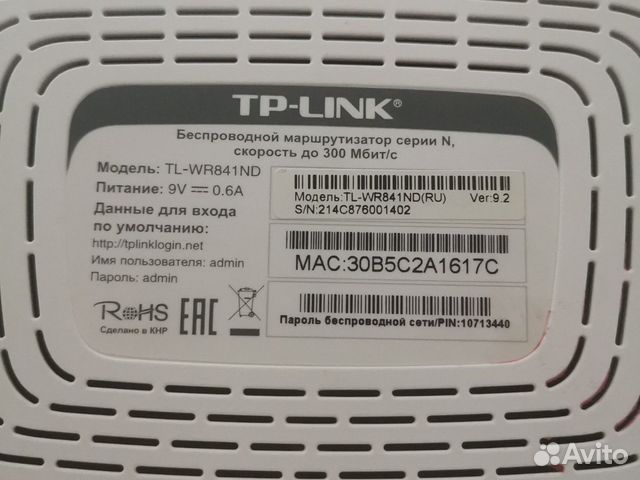 TP-LINK®
Беспроводной маршрутизатор серии N,
скорость до 300 Мбит/с
Модель: TL-WR841ND
Питание: 9V ⎓ 0.6A
Данные для входа
по умолчанию:
http://tplinklogin.net
Имя пользователя: admin
Пароль: admin
RoHS
Сделано в КНР
EAC
Модель:TL-WR841ND(RU) Ver:9.2
S/N:214C876001402
MAC:30B5C2A1617C
Пароль беспроводной сети/PIN:10713440
Avito